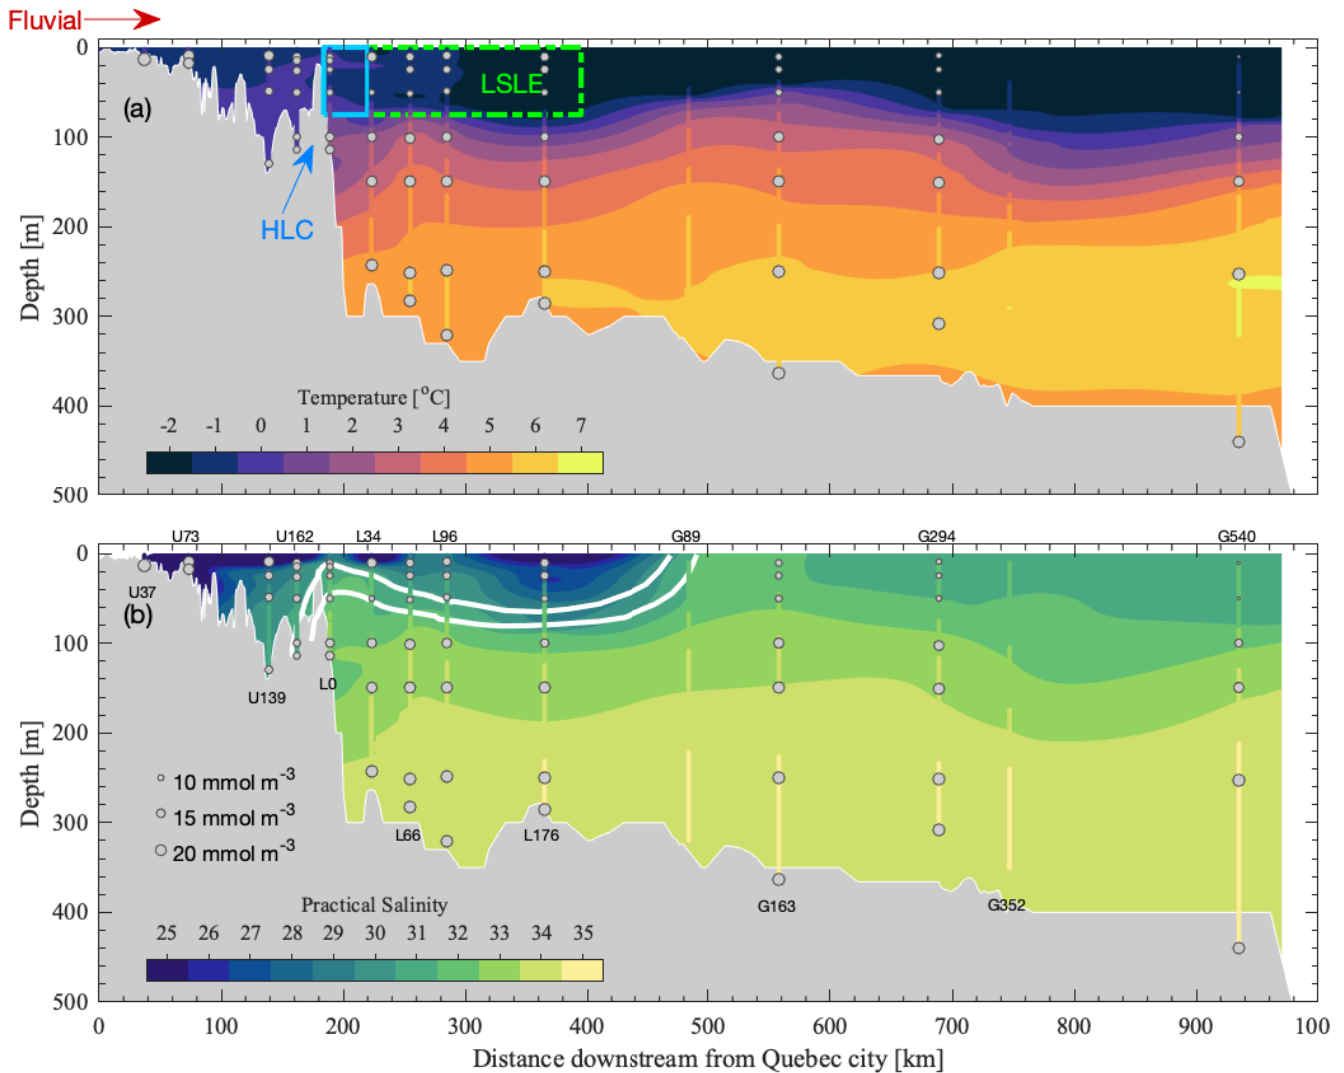 Fluvial
0
100
200
300
400
500
Depth [m]
(a)
LSLE
HLC
Temperature [°C]
-2 -1 0 1 2 3 4 5 6 7
U73 U162 L34 L96 G89 G294 G540
0
100
200
300
400
500
Depth [m]
U37
(b)
U139
L0
10 mmol m-3
15 mmol m-3
20 mmol m-3
L66
L176
G163
G352
Practical Salinity
25 26 27 28 29 30 31 32 33 34 35
0 100 200 300 400 500 600 700 800 900 100
Distance downstream from Quebec city [km]